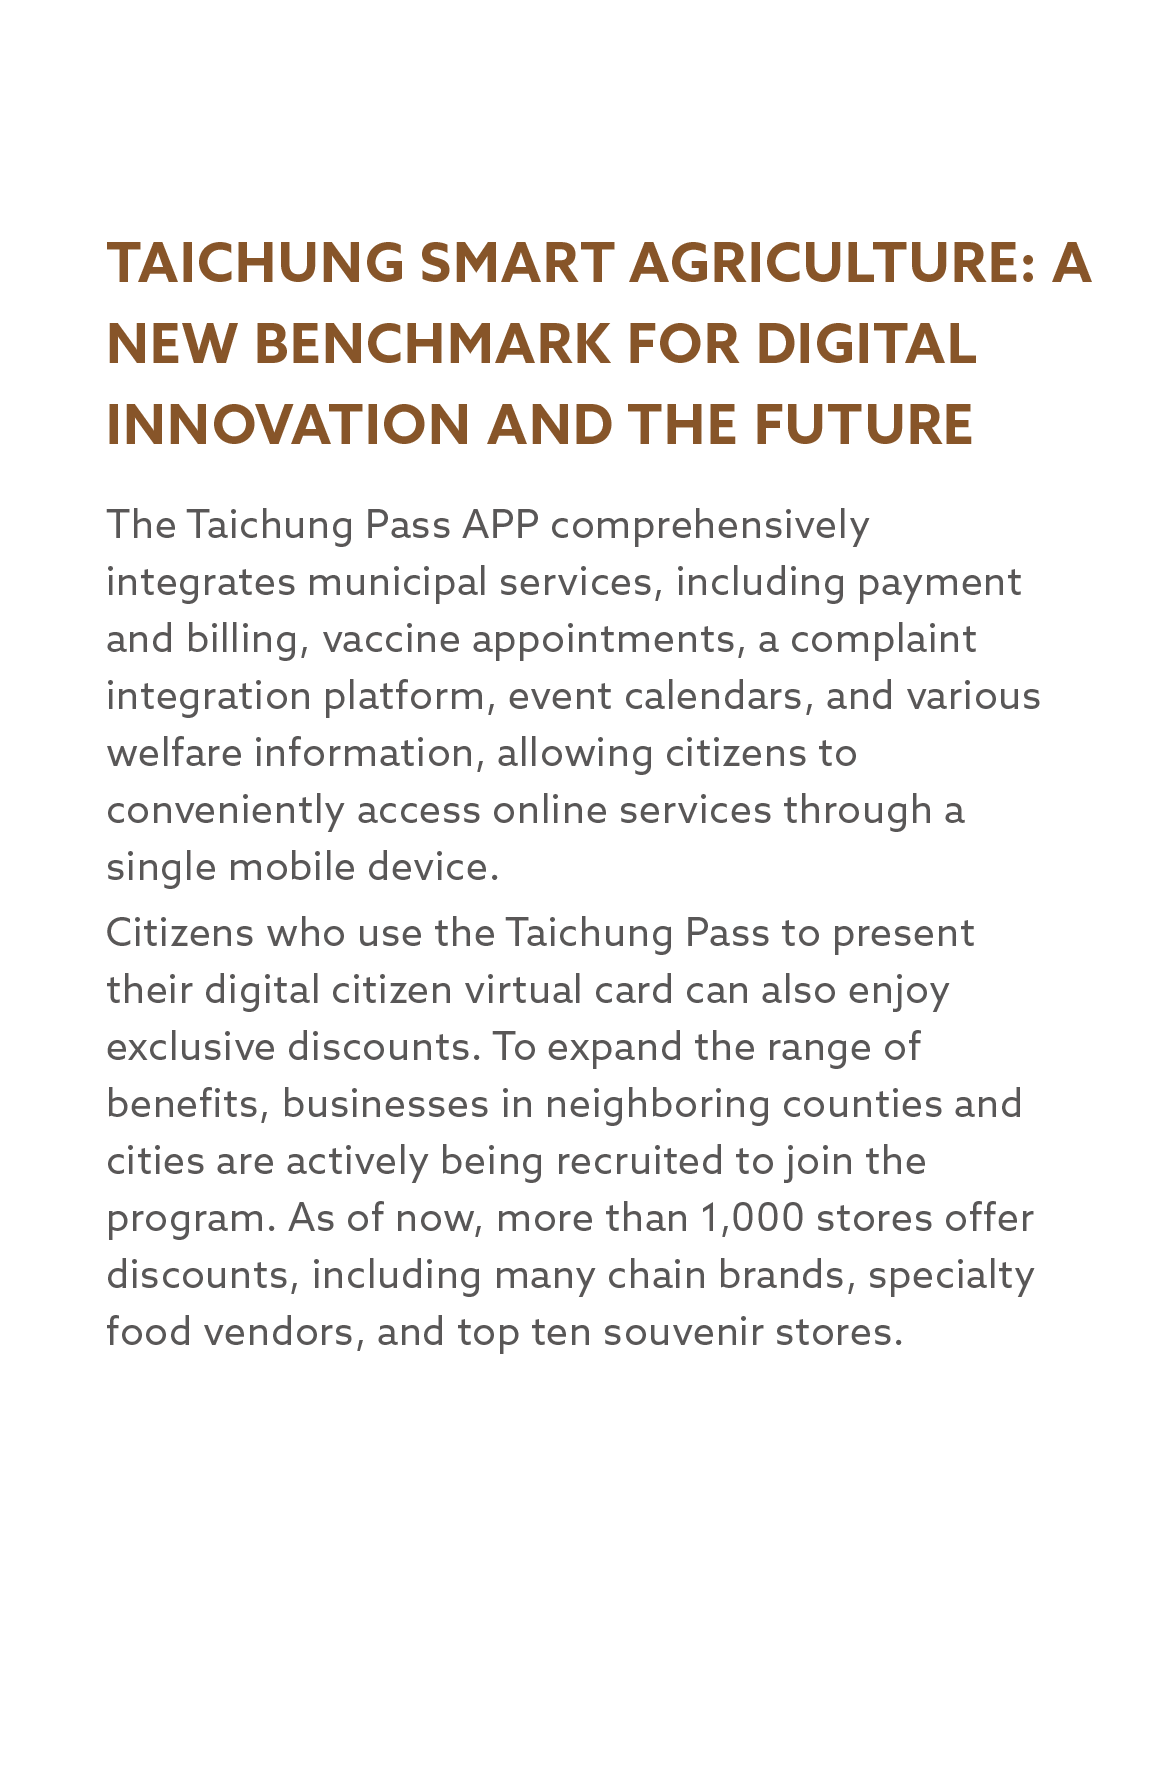 TAICHUNG SMART AGRICULTURE: A
NEW BENCHMARK FOR DIGITAL
INNOVATION AND THE FUTURE
The Taichung Pass APP comprehensively
integrates municipal services, including payment
and billing, vaccine appointments, a complaint
integration platform, event calendars, and various
welfare information, allowing citizens to
conveniently access online services through a
single mobile device.
Citizens who use the Taichung Pass to present
their digital citizen virtual card can also enjoy
exclusive discounts. To expand the range of
benefits, businesses in neighboring counties and
cities are actively being recruited to join the
program. As of now, more than 1,000 stores offer
discounts, including many chain brands, specialty
food vendors, and top ten souvenir stores.